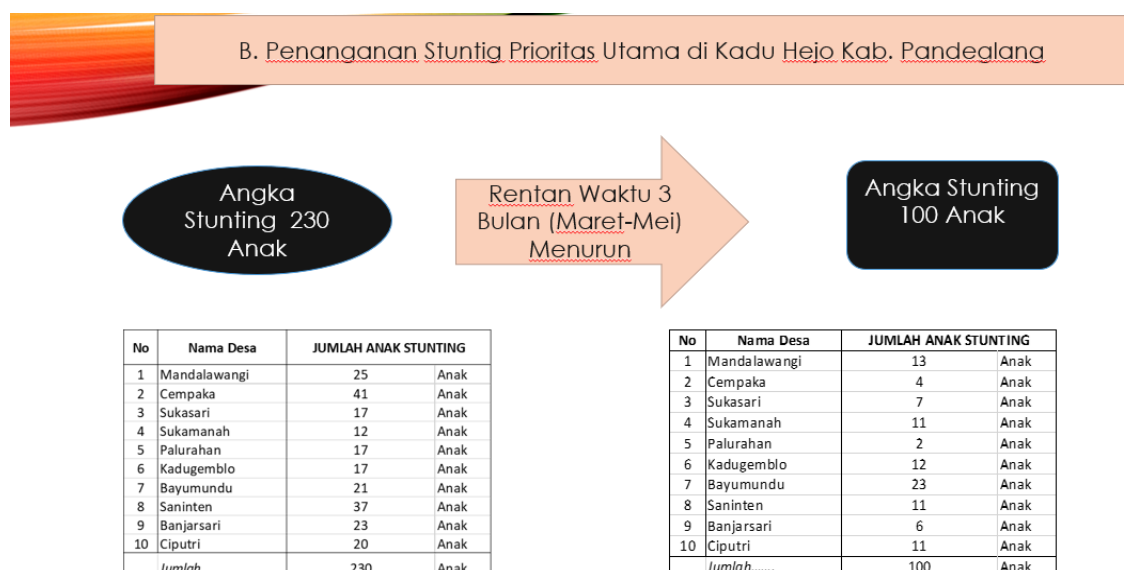 B. Penanganan Stuntig Prioritas Utama di Kadu Hejo Kab. Pandeglang
Angka
Stunting 230
Anak
Rentan Waktu 3
Bulan (Maret-Mei)
Menurun
Angka Stunting
100 Anak
No Nama Desa JUMLAH ANAK STUNTING
1 Mandalawangi 25 Anak
2 Cempaka 41 Anak
3 Sukasari 17 Anak
4 Sukamanah 12 Anak
5 Palurahan 17 Anak
6 Kadugemblo 17 Anak
7 Bayumundu 21 Anak
8 Saninten 37 Anak
9 Banjarsari 23 Anak
10 Ciputri 20 Anak
Jumlah 230 Anak
No Nama Desa JUMLAH ANAK STUNTING
1 Mandalawangi 13 Anak
2 Cempaka 4 Anak
3 Sukasari 7 Anak
4 Sukamanah 11 Anak
5 Palurahan 2 Anak
6 Kadugemblo 12 Anak
7 Bayumundu 23 Anak
8 Saninten 11 Anak
9 Banjarsari 6 Anak
10 Ciputri 11 Anak
Jumlah...... 100 Anak